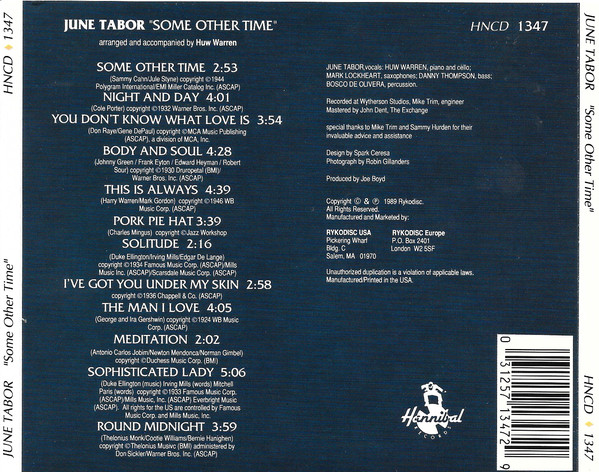 JUNE TABOR "SOME OTHER TIME"
arranged and accompanied by Huw Warren
HNCD 1347
SOME OTHER TIME 2:53
(Sammy Cahn/Jule Styne) copyright ©1944
Polygram International/EMI Miller Catalog Inc. (ASCAP)
NIGHT AND DAY 4:01
(Cole Porter) copyright ©1932 Warner Bros. Inc. (ASCAP)
YOU DON'T KNOW WHAT LOVE IS 3:54
(Don Raye/Gene DePaul) copyright ©MCA Music Publishing
(ASCAP), a division of MCA, Inc.
BODY AND SOUL 4:28
(Johnny Green / Frank Eyton / Edward Heyman / Robert
Sour) copyright ©1930 Druropetal (BMI)/
Warner Bros. Inc. (ASCAP)
THIS IS ALWAYS 4:39
(Harry Warren/Mark Gordon) copyright ©1946 WB
Music Corp. (ASCAP)
PORK PIE HAT 3:39
(Charles Mingus) copyright ©Jazz Workshop
SOLITUDE 2:16
(Duke Ellington/Irving Mills/Edgar De Lange)
copyright ©1934 Famous Music Corp. (ASCAP)/Mills
Music Inc. (ASCAP)/Scarsdale Music Corp. (ASCAP)
I'VE GOT YOU UNDER MY SKIN 2:58
copyright ©1936 Chappell & Co. (ASCAP)
THE MAN I LOVE 4:05
(George and Ira Gershwin) copyright ©1924 WB Music
Corp. (ASCAP)
MEDITATION 2:02
(Antonio Carlos Jobim/Newton Mendonca/Norman Gimbel)
copyright ©Duchess Music Corp. (BMI)
SOPHISTICATED LADY 5:06
(Duke Ellington (music) Irving Mills (words) Mitchell
Paris (words) copyright ©1933 Famous Music Corp.
(ASCAP)/Mills Music, Inc. (ASCAP) Everbright Music
(ASCAP). All rights for the US are controlled by Famous
Music Corp. and Mills Music, Inc.
ROUND MIDNIGHT 3:59
(Thelonius Monk/Cootie Williams/Bernie Hanighen)
copyright ©Thelonius Musivc (BMI) administered by
Don Sickler/Warner Bros. Inc. (ASCAP)
JUNE TABOR,vocals: HUW WARREN, piano and cello;
MARK LOCKHEART, saxophones; DANNY THOMPSON, bass;
BOSCO DE OLIVERA, percussion.
Recorded at Wytherson Studios, Mike Trim, engineer
Mastered by John Dent, The Exchange
special thanks to Mike Trim and Sammy Hurden for their
invaluable advice and assistance
Design by Spark Ceresa
Photograph by Robin Gillanders
Produced by Joe Boyd
Copyright © & ℗ 1989 Rykodisc.
All Rights Reserved.
Manufactured and Marketed by:
RYKODISC USA
Pickering Wharf
Bldg. C
Salem, MA 01970
RYKODISC Europe
P.O. Box 2401
London W2 5SF
Unauthorized duplication is a violation of applicable laws.
Manufactured/Printed in the USA.
Hannibal
RECORDS
0 31257 13472 9
JUNE TABOR "Some Other Time" HNCD ♦ 1347
JUNE TABOR "Some Other Time" HNCD ♦ 1347